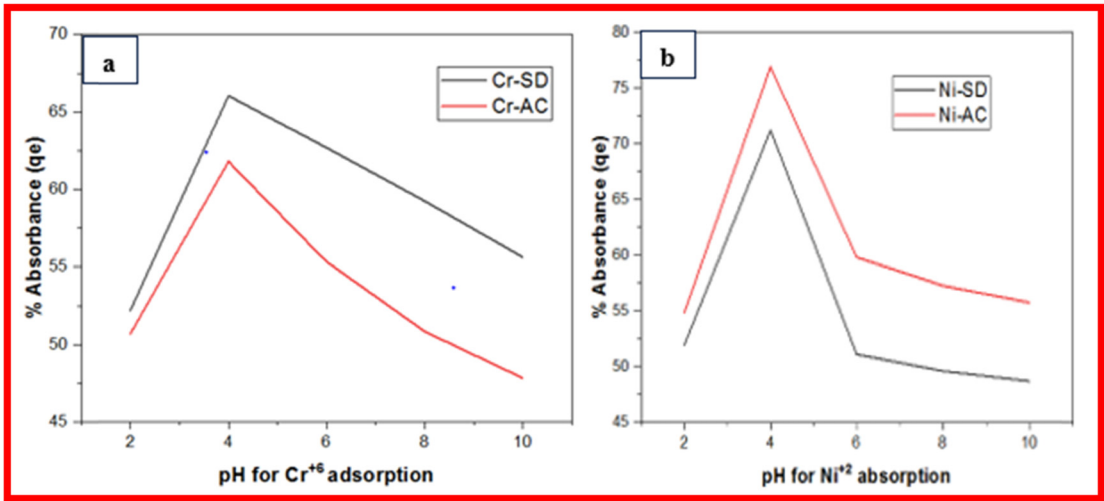 a
Cr-SD
Cr-AC
70
65
60
55
50
45
% Absorbance (qe)
2 4 6 8 10
pH for Cr+6 adsorption
b
Ni-SD
Ni-AC
80
75
70
65
60
55
50
45
% Absorbance (qe)
2 4 6 8 10
pH for Ni+2 absorption